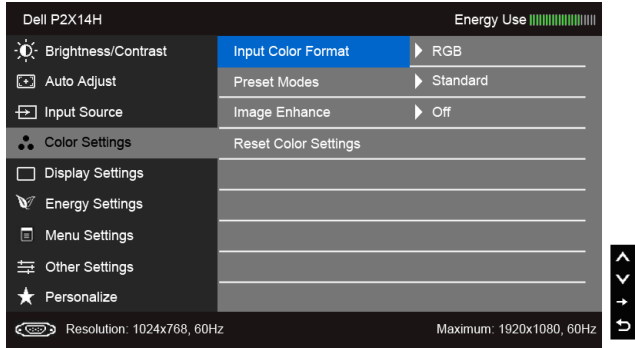 Dell P2X14H Energy Use
Brightness/Contrast Input Color Format RGB
Auto Adjust Preset Modes Standard
Input Source Image Enhance Off
Color Settings Reset Color Settings
Display Settings
Energy Settings
Menu Settings
Other Settings
Personalize
Resolution: 1024x768, 60Hz Maximum: 1920x1080, 60Hz